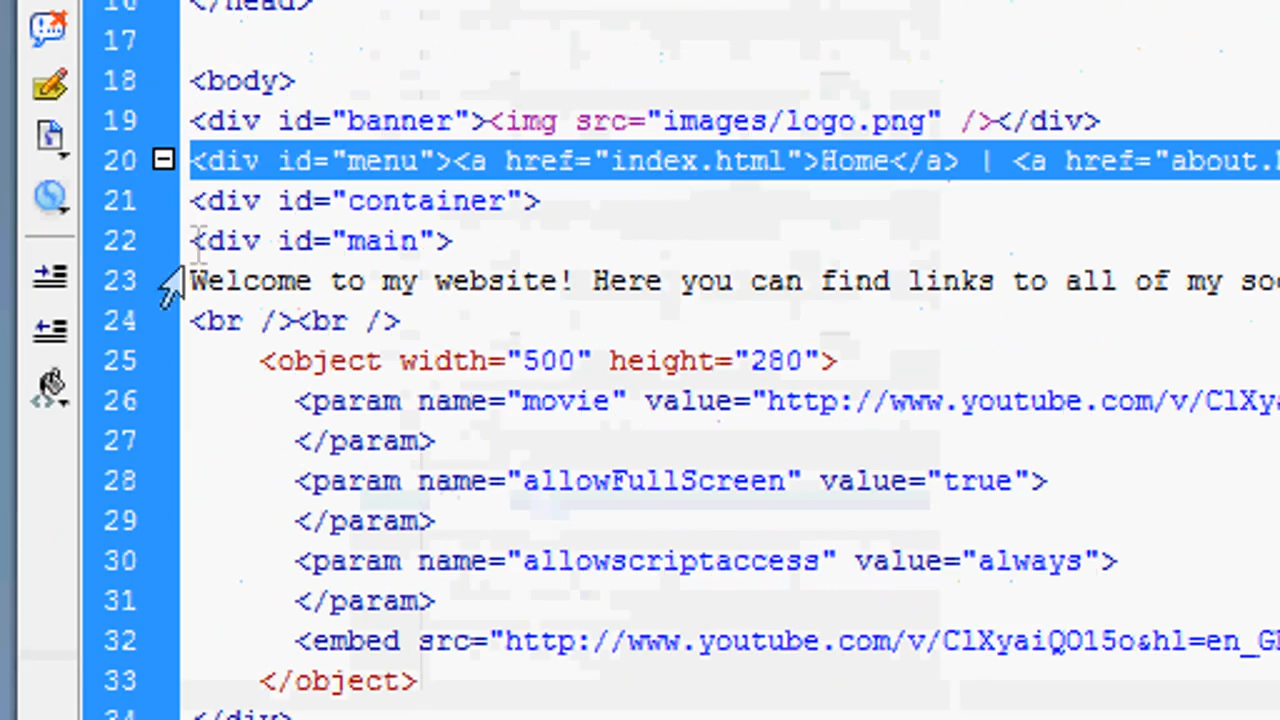 16 </head>
17
18 <body>
19 <div id="banner"><img src="images/logo.png" /></div>
20 <div id="menu"><a href="index.html">Home</a> | <a href="about.
21 <div id="container">
22 <div id="main">
23 Welcome to my website! Here you can find links to all of my so
24 <br /><br />
25 <object width="500" height="280">
26 <param name="movie" value="http://www.youtube.com/v/ClXy
27 </param>
28 <param name="allowFullScreen" value="true">
29 </param>
30 <param name="allowscriptaccess" value="always">
31 </param>
32 <embed src="http://www.youtube.com/v/ClXyaiQO15o&hl=en_G
33 </object>
34 </div>